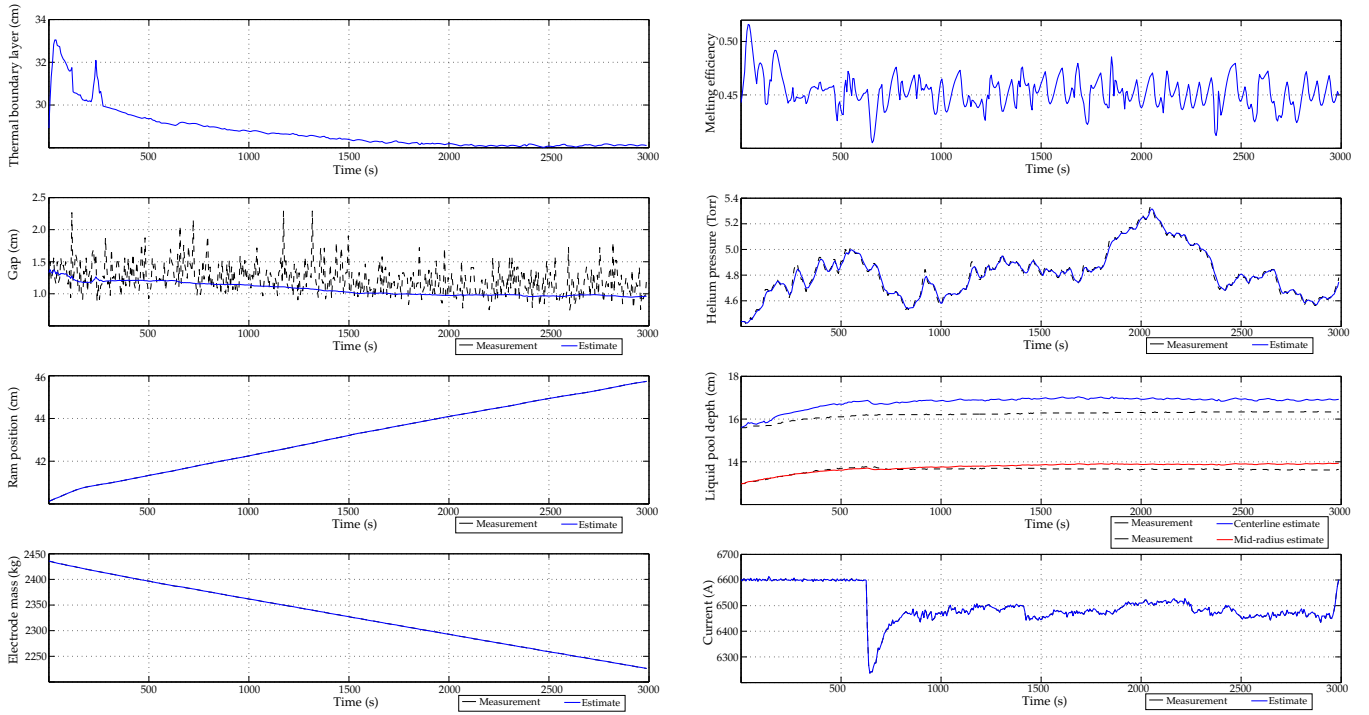 Thermal boundary layer (cm)
34
32
30
500
1000
1500
2000
2500
3000
Time (s)
Melting efficiency
0.50
0.45
500
1000
1500
2000
2500
3000
Time (s)
Gap (cm)
2.5
2.0
1.5
1.0
500
1000
1500
2000
2500
3000
Time (s)
Measurement
Estimate
Helium pressure (Torr)
5.4
5.2
5.0
4.8
4.6
500
1000
1500
2000
2500
3000
Time (s)
Measurement
Estimate
Ram position (cm)
46
44
42
40
500
1000
1500
2000
2500
3000
Time (s)
Measurement
Estimate
Liquid pool depth (cm)
18
16
14
500
1000
1500
2000
2500
3000
Time (s)
Measurement
Centerline estimate
Measurement
Mid-radius estimate
Electrode mass (kg)
2450
2400
2350
2300
2250
500
1000
1500
2000
2500
3000
Time (s)
Measurement
Estimate
Current (A)
6700
6600
6500
6400
6300
500
1000
1500
2000
2500
3000
Time (s)
Measurement
Estimate